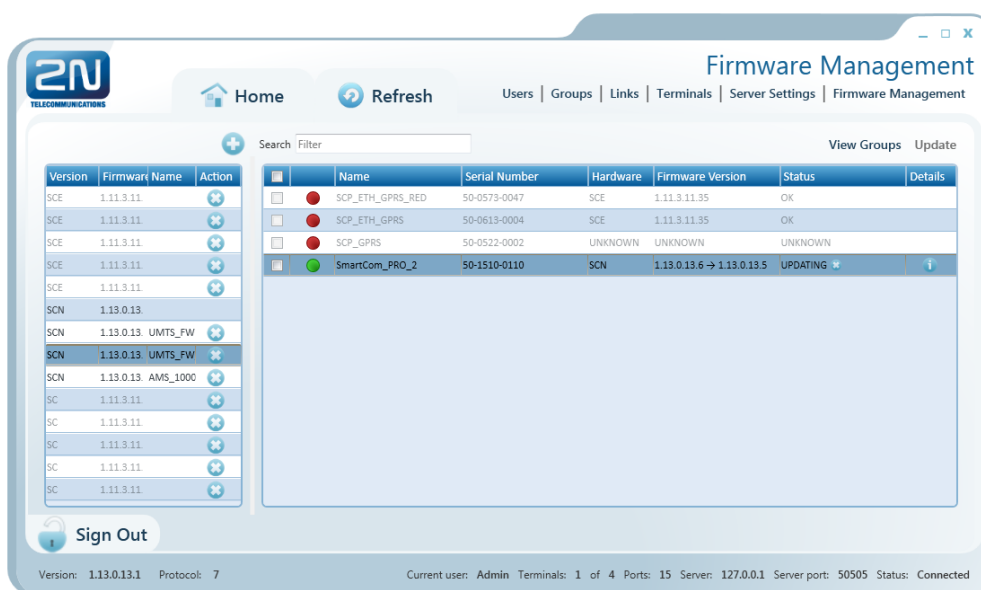 2N
TELECOMMUNICATIONS
Home
Refresh
Firmware Management
Users | Groups | Links | Terminals | Server Settings | Firmware Management
Search Filter
View Groups Update
Version Firmware Name Action
SCE 1.11.3.11.
SCE 1.11.3.11.
SCE 1.11.3.11.
SCE 1.11.3.11.
SCE 1.11.3.11.
SCN 1.13.0.13.
SCN 1.13.0.13. UMTS_FW
SCN 1.13.0.13. UMTS_FW
SCN 1.13.0.13. AMS_1000
SC 1.11.3.11.
SC 1.11.3.11.
SC 1.11.3.11.
SC 1.11.3.11.
SC 1.11.3.11.
Name Serial Number Hardware Firmware Version Status Details
SCP_ETH_GPRS_RED 50-0573-0047 SCE 1.11.3.11.35 OK
SCP_ETH_GPRS 50-0613-0004 SCE 1.11.3.11.35 OK
SCP_GPRS 50-0522-0002 UNKNOWN UNKNOWN UNKNOWN
SmartCom_PRO_2 50-1510-0110 SCN 1.13.0.13.6 → 1.13.0.13.5 UPDATING
Sign Out
Version: 1.13.0.13.1 Protocol: 7 Current user: Admin Terminals: 1 of 4 Ports: 15 Server: 127.0.0.1 Server port: 50505 Status: Connected